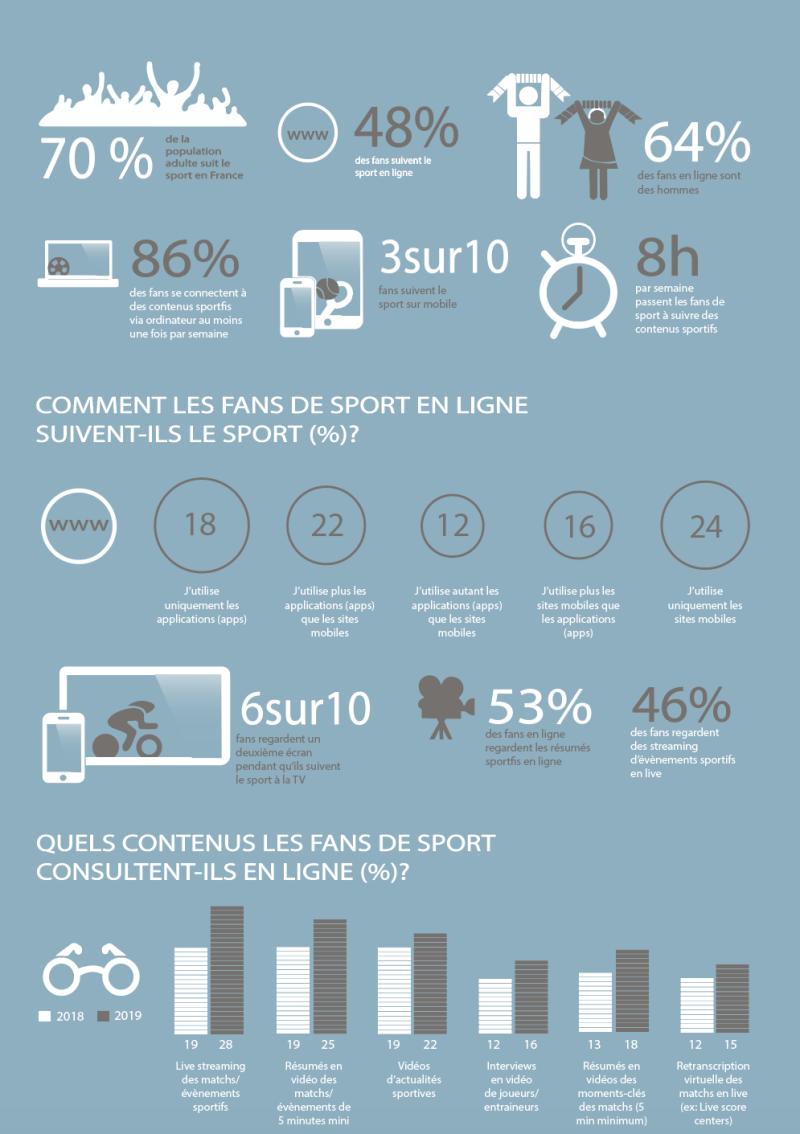 70 %
de la
population
adulte suit le
sport en France
www
48%
des fans suivent le
sport en ligne
64%
des fans en ligne sont
des hommes
86%
des fans se connectent à
des contenus sportfis
via ordinateur au moins
une fois par semaine
3sur10
fans suivent le
sport sur mobile
8h
par semaine
passent les fans de
sport à suivre des
contenus sportifs
COMMENT LES FANS DE SPORT EN LIGNE
SUIVENT-ILS LE SPORT (%)?
www
18
J'utilise
uniquement les
applications (apps)
22
J'utilise plus les
applications (apps)
que les sites
mobiles
12
J'utilise autant les
applications (apps)
que les sites
mobiles
16
J'utilise plus les
sites mobiles que
les applications
(apps)
24
J'utilise
uniquement les
sites mobiles
6sur10
fans regardent un
deuxième écran
pendant qu'ils suivent
le sport à la TV
53%
des fans en ligne
regardent les résumés
sportfis en ligne
46%
des fans regardent
des streaming
d'évènements sportifs
en live
QUELS CONTENUS LES FANS DE SPORT
CONSULTENT-ILS EN LIGNE (%)?
2018 2019
19 28
Live streaming
des matchs/
évènements
sportifs
19 25
Résumés en
vidéo des
matchs/
évènements de
5 minutes mini
19 22
Vidéos
d'actualités
sportives
12 16
Interviews
en vidéo
de joueurs/
entraineurs
13 18
Résumés en
vidéos des
moments-clés
des matchs (5
min minimum)
12 15
Retranscription
virtuelle des
matchs en live
(ex: Live score
centers)